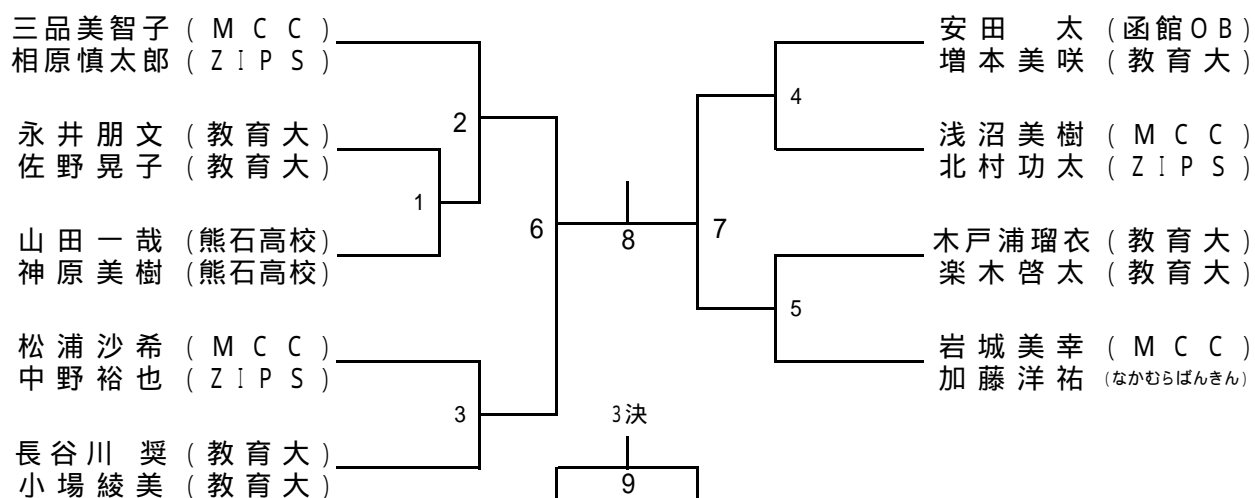 三品美智子 (ＭＣＣ)
相原慎太郎 (ＺＩＰＳ)
永井朋文 (教育大)
佐野晃子 (教育大)
山田一哉 (熊石高校)
神原美樹 (熊石高校)
松浦沙希 (ＭＣＣ)
中野裕也 (ＺＩＰＳ)
長谷川 奨 (教育大)
小場綾美 (教育大)
2
1
6
3
8
3決
9
7
4
5
安田 太 (函館ＯＢ)
増本美咲 (教育大)
浅沼美樹 (ＭＣＣ)
北村功太 (ＺＩＰＳ)
木戸浦瑠衣 (教育大)
楽木啓太 (教育大)
岩城美幸 (ＭＣＣ)
加藤洋祐 (なかむらばんきん)